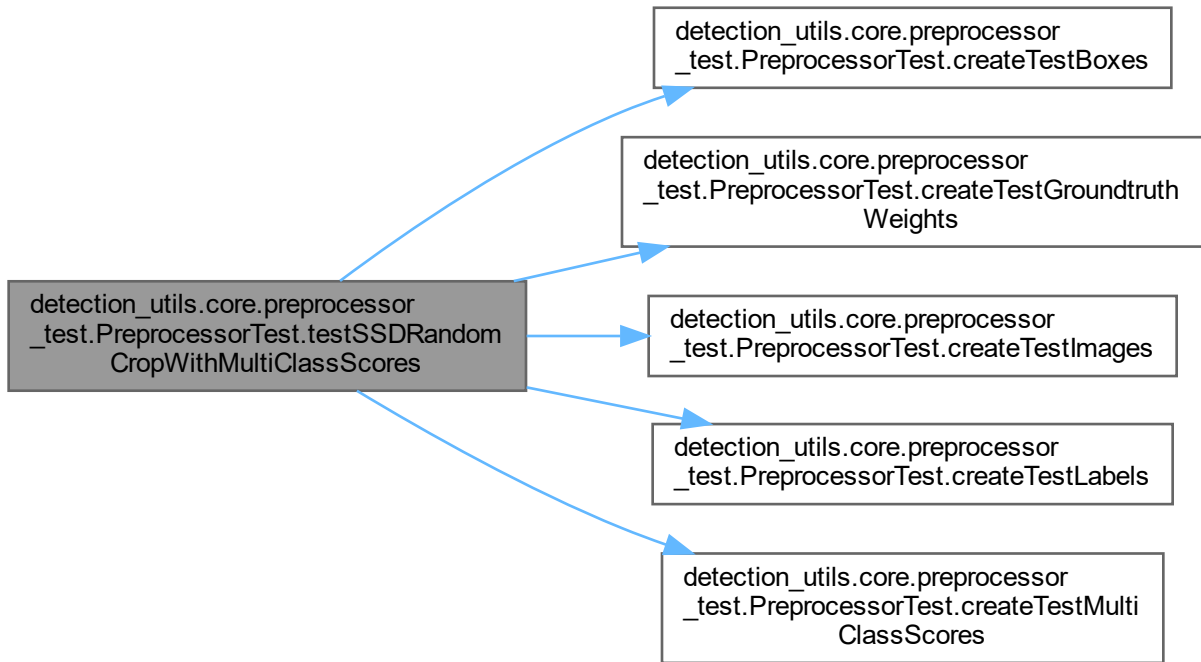 detection_utils.core.preprocessor
_test.PreprocessorTest.createTestBoxes
detection_utils.core.preprocessor
_test.PreprocessorTest.createTestGroundtruth
Weights
detection_utils.core.preprocessor
_test.PreprocessorTest.testSSDRandom
CropWithMultiClassScores
detection_utils.core.preprocessor
_test.PreprocessorTest.createTestImages
detection_utils.core.preprocessor
_test.PreprocessorTest.createTestLabels
detection_utils.core.preprocessor
_test.PreprocessorTest.createTestMulti
ClassScores